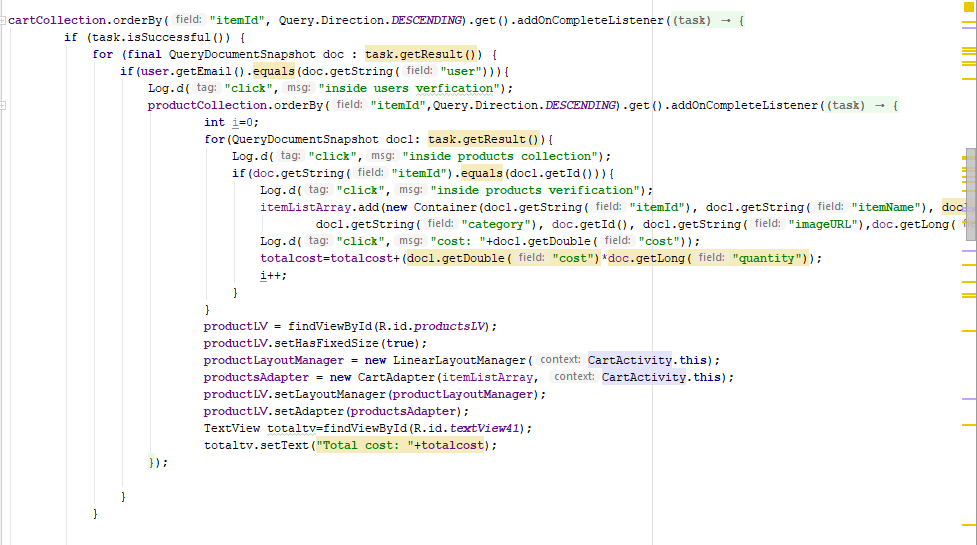 cartCollection.orderBy( field: "itemId", Query.Direction.DESCENDING).get().addOnCompleteListener((task) → {
if (task.isSuccessful()) {
for (final QueryDocumentSnapshot doc : task.getResult()) {
if(user.getEmail().equals(doc.getString( field: "user"))){
Log.d( tag: "click", msg: "inside users verfication");
productCollection.orderBy( field: "itemId",Query.Direction.DESCENDING).get().addOnCompleteListener((task) → {
int i=0;
for(QueryDocumentSnapshot doc1: task.getResult()){
Log.d( tag: "click", msg: "inside products collection");
if(doc.getString( field: "itemId").equals(doc1.getId())){
Log.d( tag: "click", msg: "inside products verification");
itemListArray.add(new Container(doc1.getString( field: "itemId"), doc1.getString( field: "itemName"), doc
doc1.getString( field: "category"), doc.getId(), doc1.getString( field: "imageURL"),doc.getLong(
Log.d( tag: "click", msg: "cost: "+doc1.getDouble( field: "cost"));
totalcost=totalcost+(doc1.getDouble( field: "cost")*doc.getLong( field: "quantity"));
i++;
}
}
productLV = findViewById(R.id.productsLV);
productLV.setHasFixedSize(true);
productLayoutManager = new LinearLayoutManager( context: CartActivity.this);
productsAdapter = new CartAdapter(itemListArray, context: CartActivity.this);
productLV.setLayoutManager(productLayoutManager);
productLV.setAdapter(productsAdapter);
TextView totaltv=findViewById(R.id.textView41);
totaltv.setText("Total cost: "+totalcost);
});
}
}